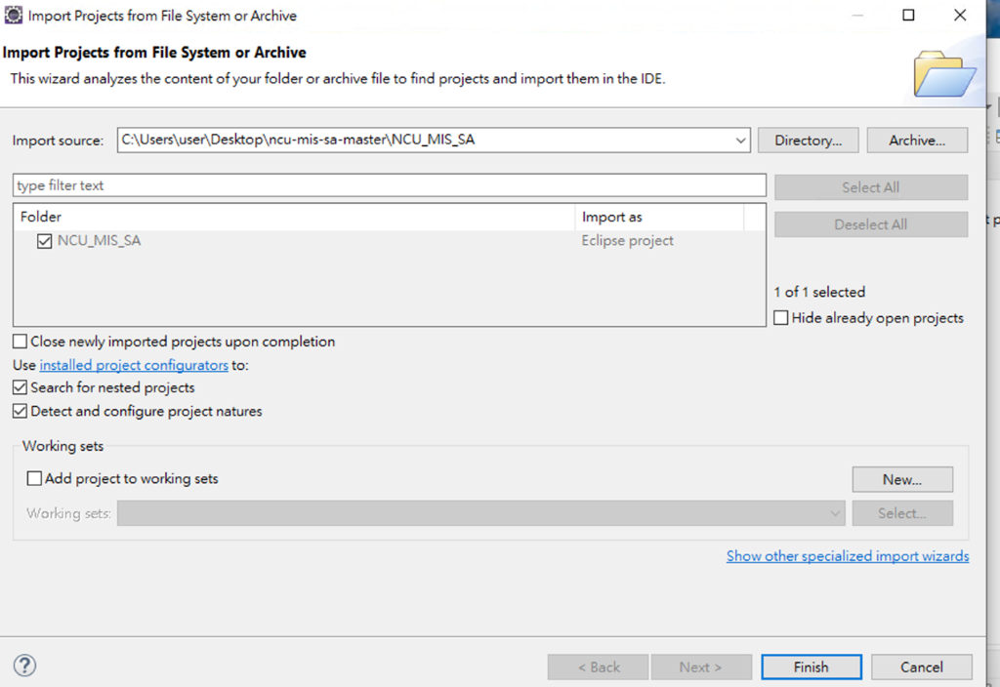 Import Projects from File System or Archive
Import Projects from File System or Archive
This wizard analyzes the content of your folder or archive file to find projects and import them in the IDE.
Import source: C:\Users\user\Desktop\ncu-mis-sa-master\NCU_MIS_SA Directory... Archive...
type filter text Select All
Folder Import as Deselect All
NCU_MIS_SA Eclipse project
1 of 1 selected
Hide already open projects
Close newly imported projects upon completion
Use installed project configurators to:
Search for nested projects
Detect and configure project natures
Working sets
Add project to working sets New...
Working sets: Select...
Show other specialized import wizards
? < Back Next > Finish Cancel